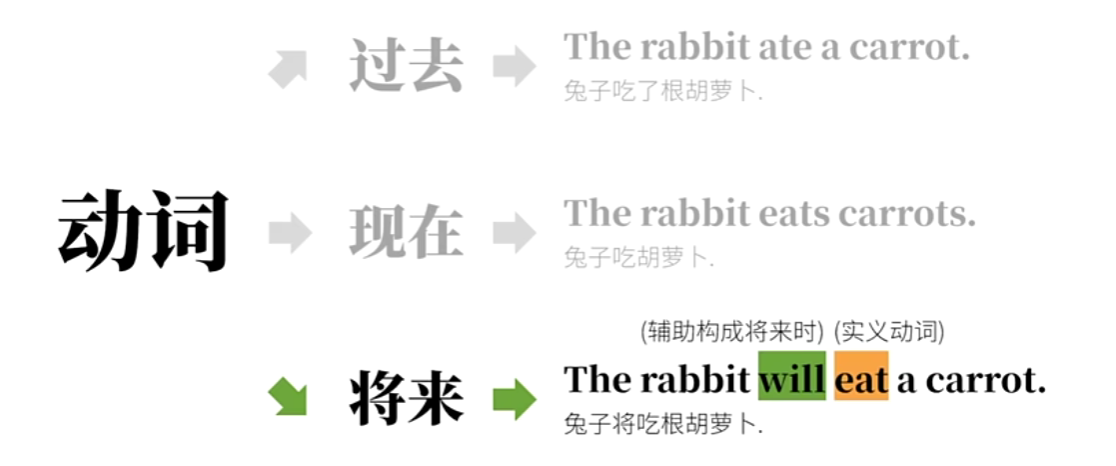 过去
The rabbit ate a carrot.
兔子吃了根胡萝卜.
动词
现在
The rabbit eats carrots.
兔子吃胡萝卜.
(辅助构成将来时) (实义动词)
将来
The rabbit will eat a carrot.
兔子将吃根胡萝卜.